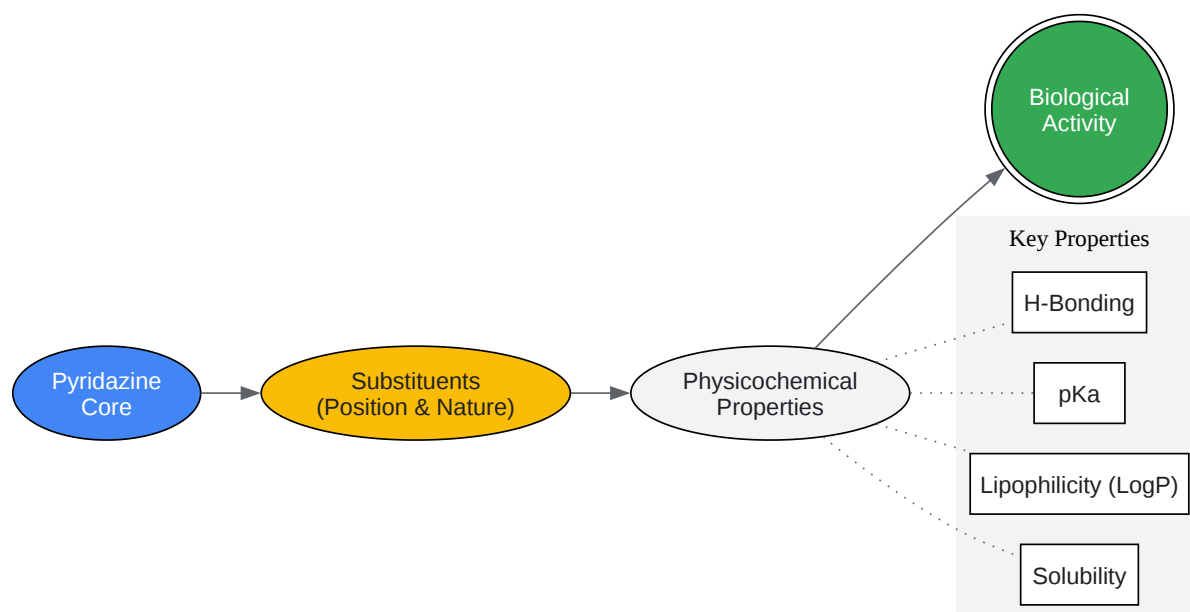 Biological
Activity
Key Properties
H-Bonding
Pyridazine
Core
Substituents
(Position & Nature)
Physicochemical
Properties
pKa
Lipophilicity (LogP)
Solubility